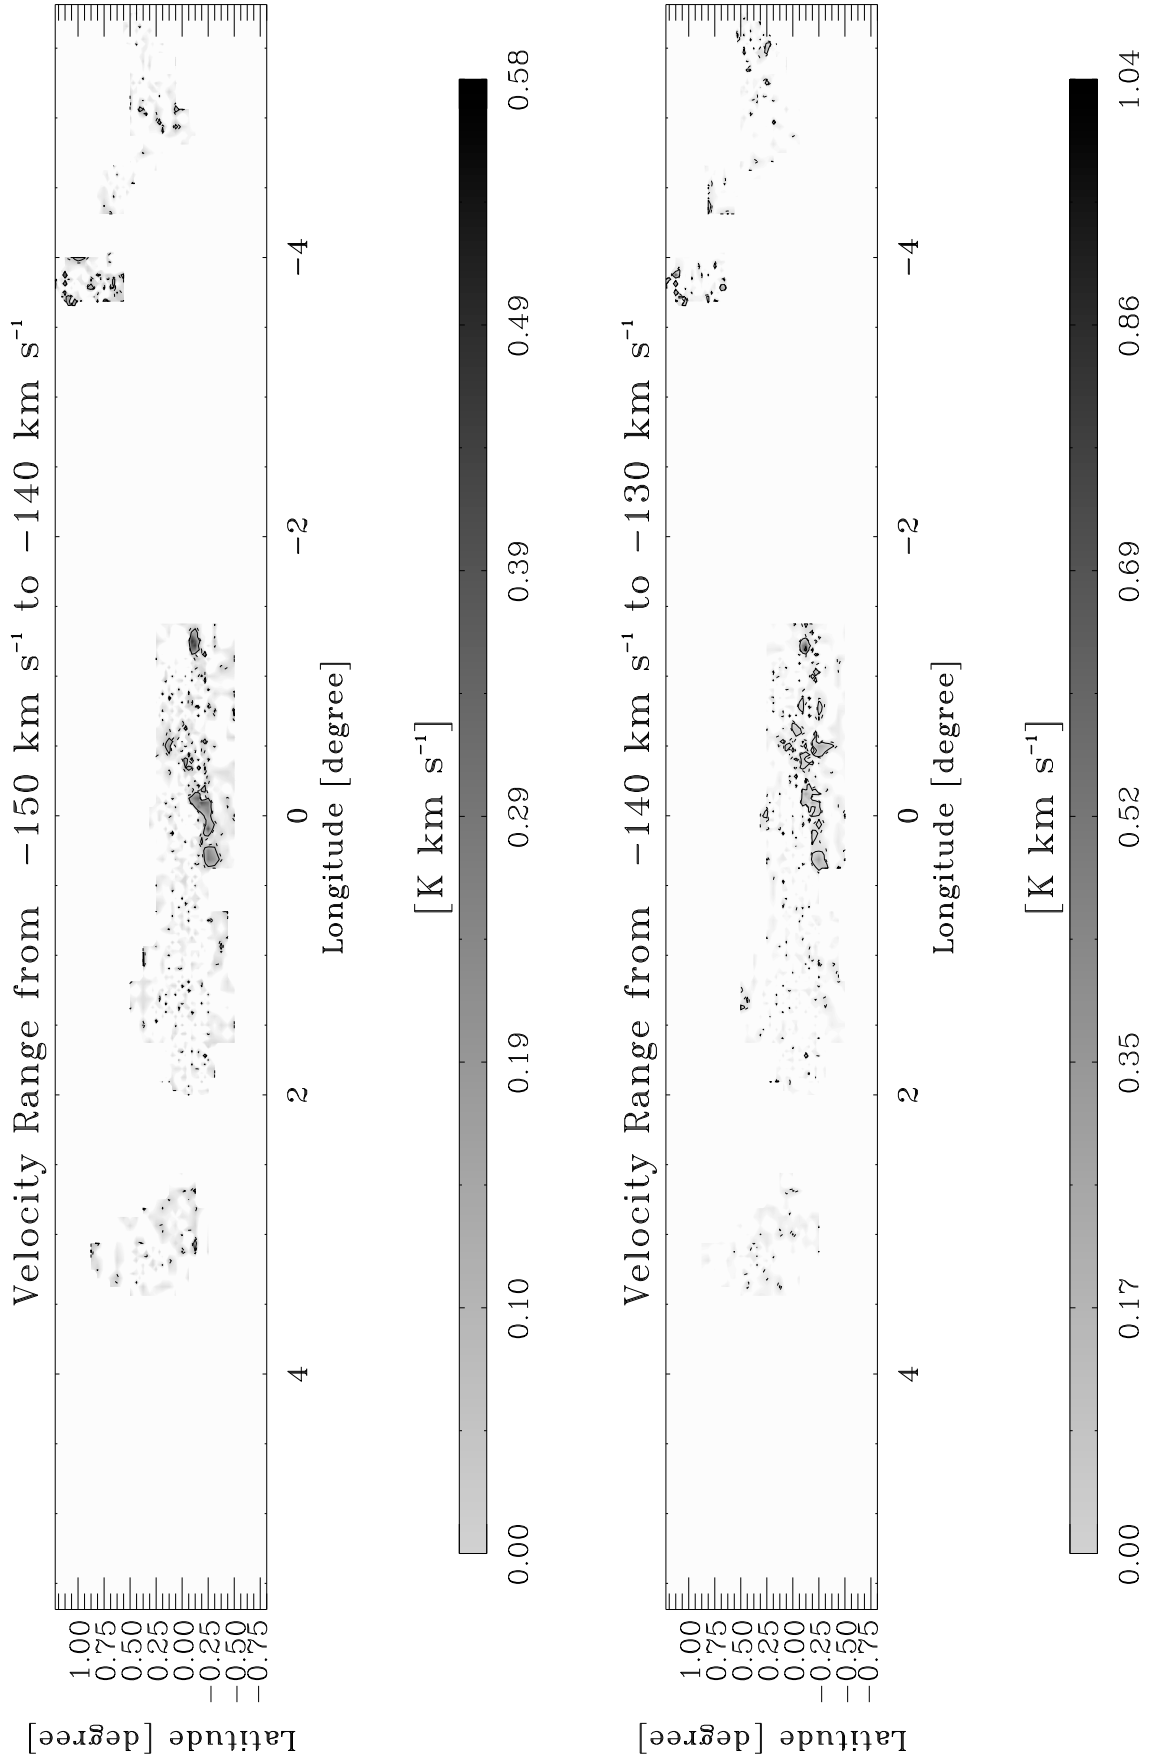 Velocity Range from −150 km s⁻¹ to −140 km s⁻¹
Latitude [degree]
1.00
0.75
0.50
0.25
0.00
−0.25
−0.50
−0.75
4 2 0 −2 −4
Longitude [degree]
[K km s⁻¹]
0.00 0.10 0.19 0.29 0.39 0.49 0.58
Velocity Range from −140 km s⁻¹ to −130 km s⁻¹
Latitude [degree]
1.00
0.75
0.50
0.25
0.00
−0.25
−0.50
−0.75
4 2 0 −2 −4
Longitude [degree]
[K km s⁻¹]
0.00 0.17 0.35 0.52 0.69 0.86 1.04